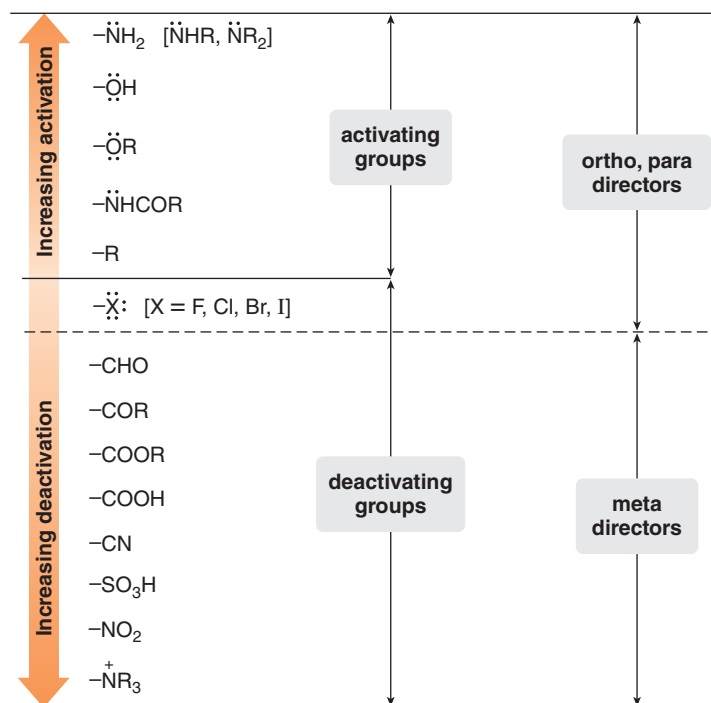 Increasing activation
Increasing deactivation
–N̈H₂ [N̈HR, N̈R₂]
–ÖH
–ÖR
–N̈HCOR
–R
–Ẍ: [X = F, Cl, Br, I]
–CHO
–COR
–COOR
–COOH
–CN
–SO₃H
–NO₂
–N⁺R₃
activating
groups
deactivating
groups
ortho, para
directors
meta
directors